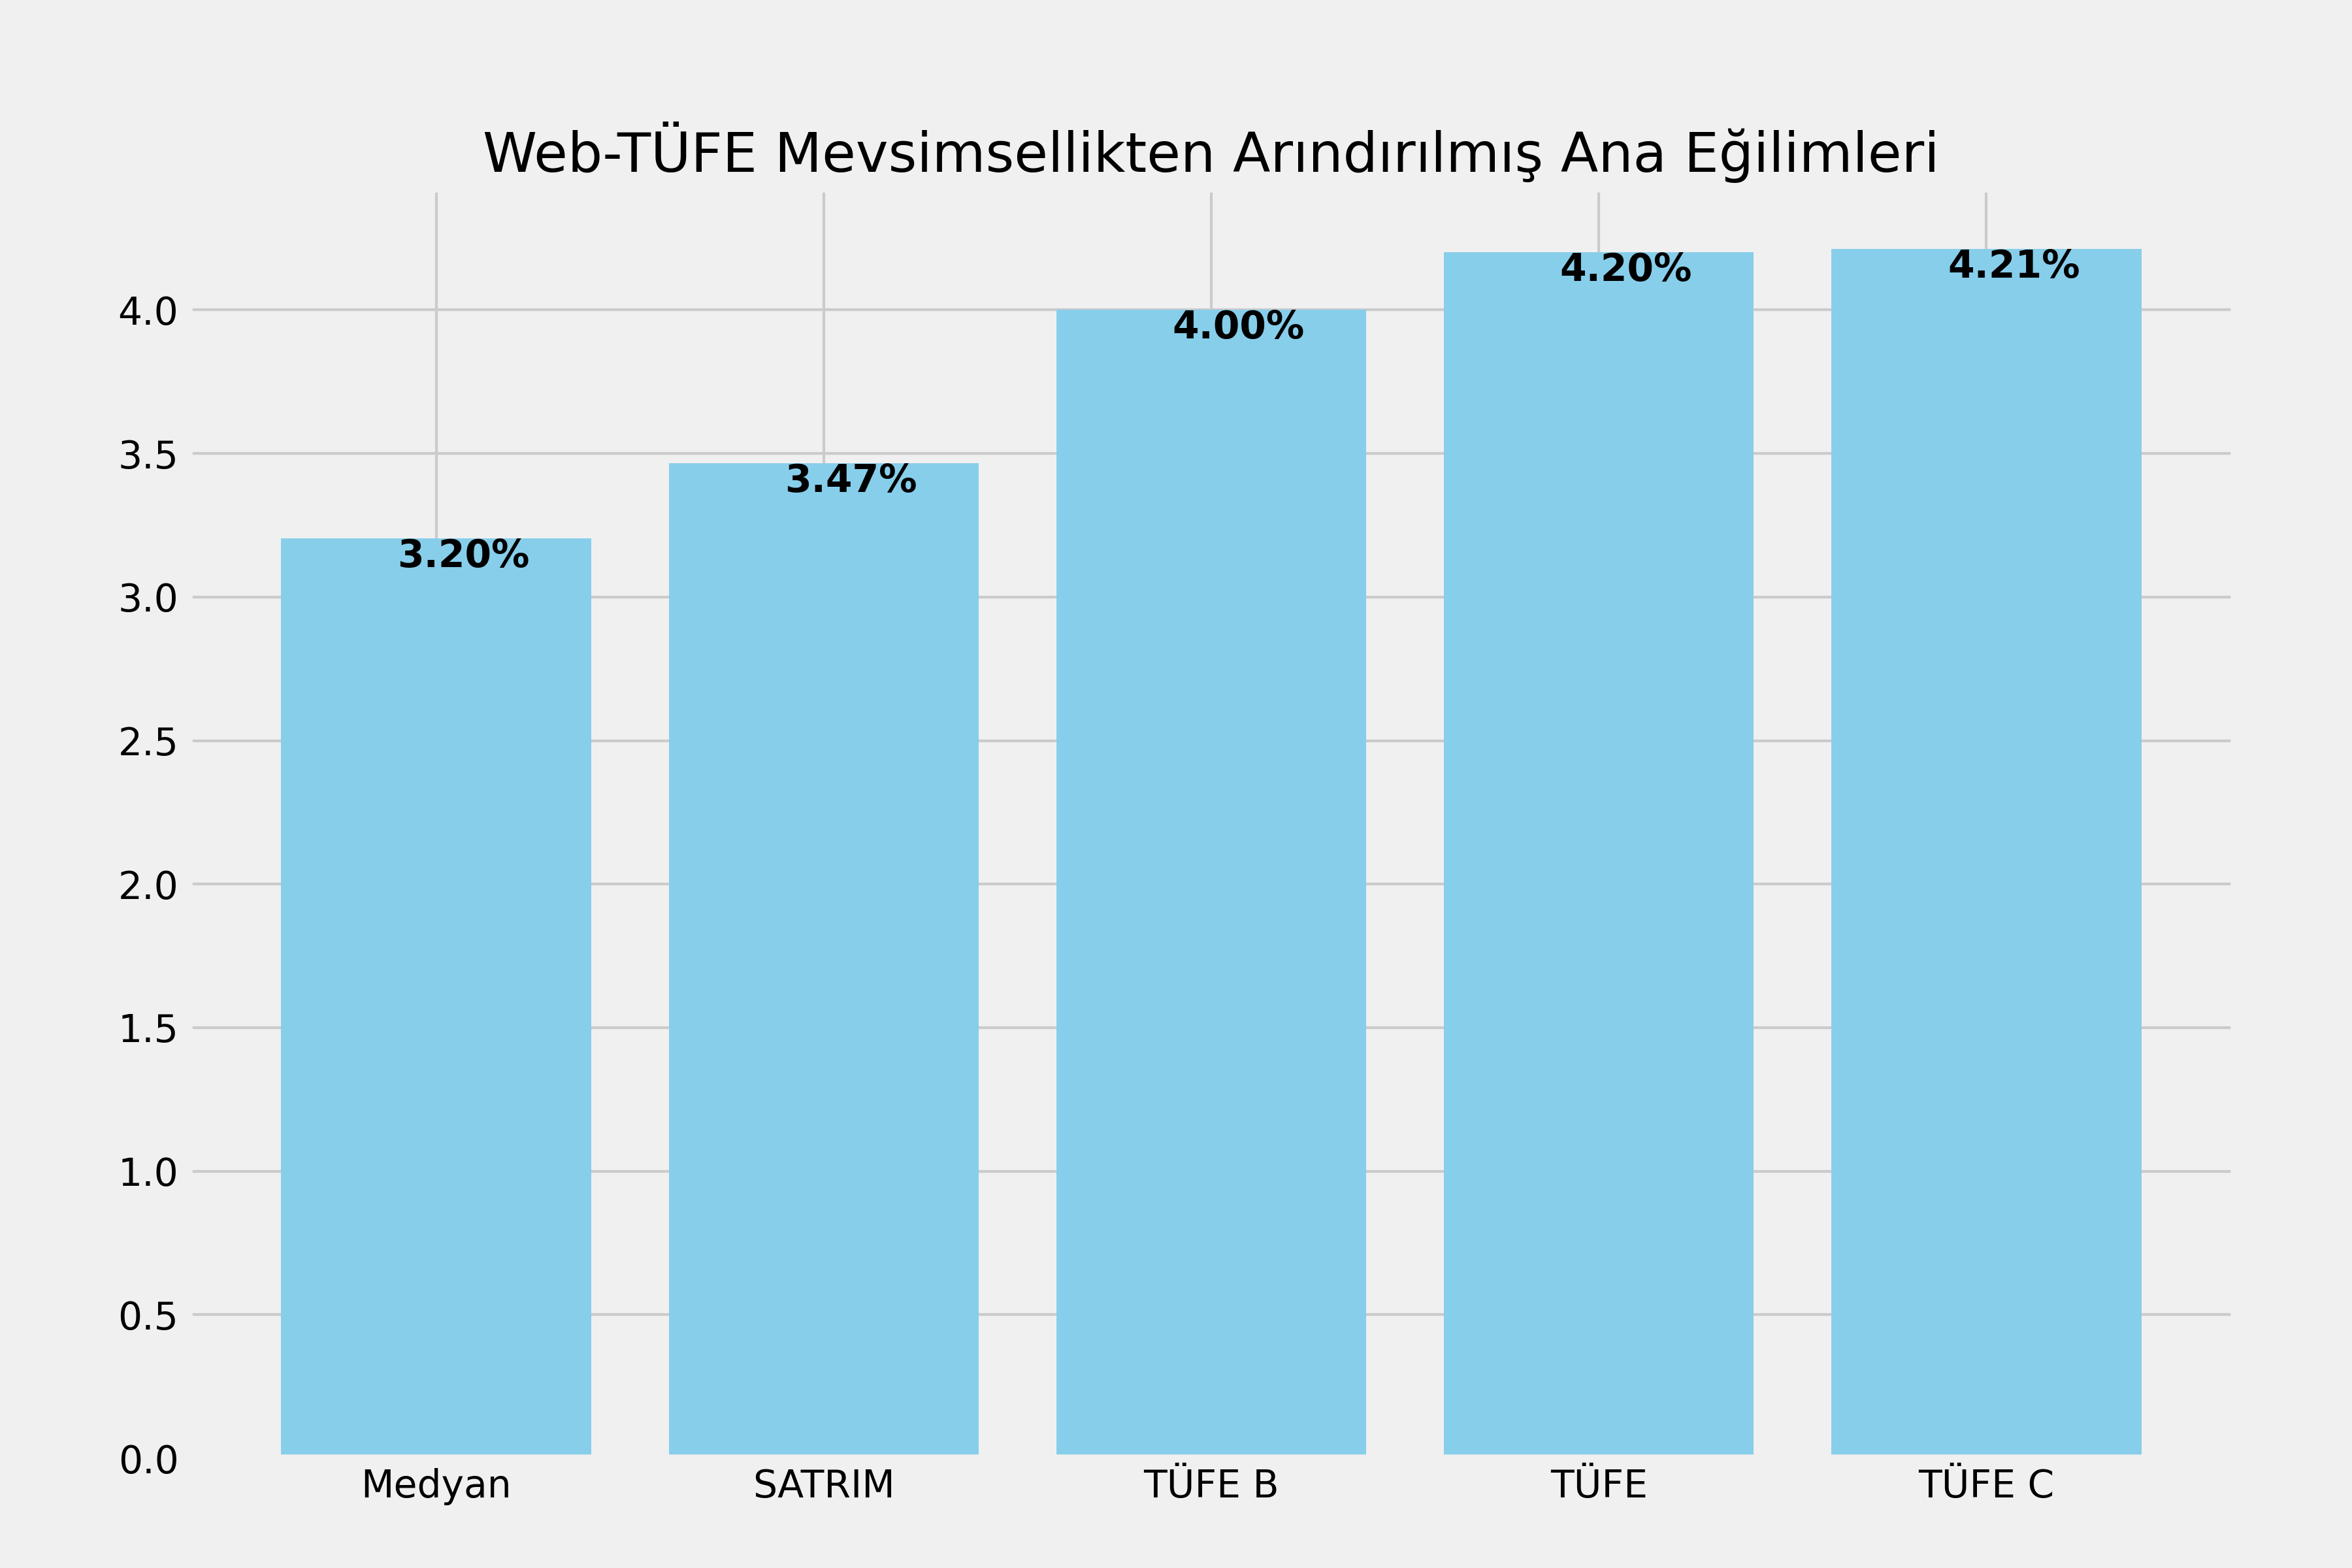 Web-TÜFE Mevsimsellikten Arındırılmış Ana Eğilimleri
4.0
3.5
3.0
2.5
2.0
1.5
1.0
0.5
0.0
3.20%
3.47%
4.00%
4.20%
4.21%
Medyan
SATRIM
TÜFE B
TÜFE
TÜFE C